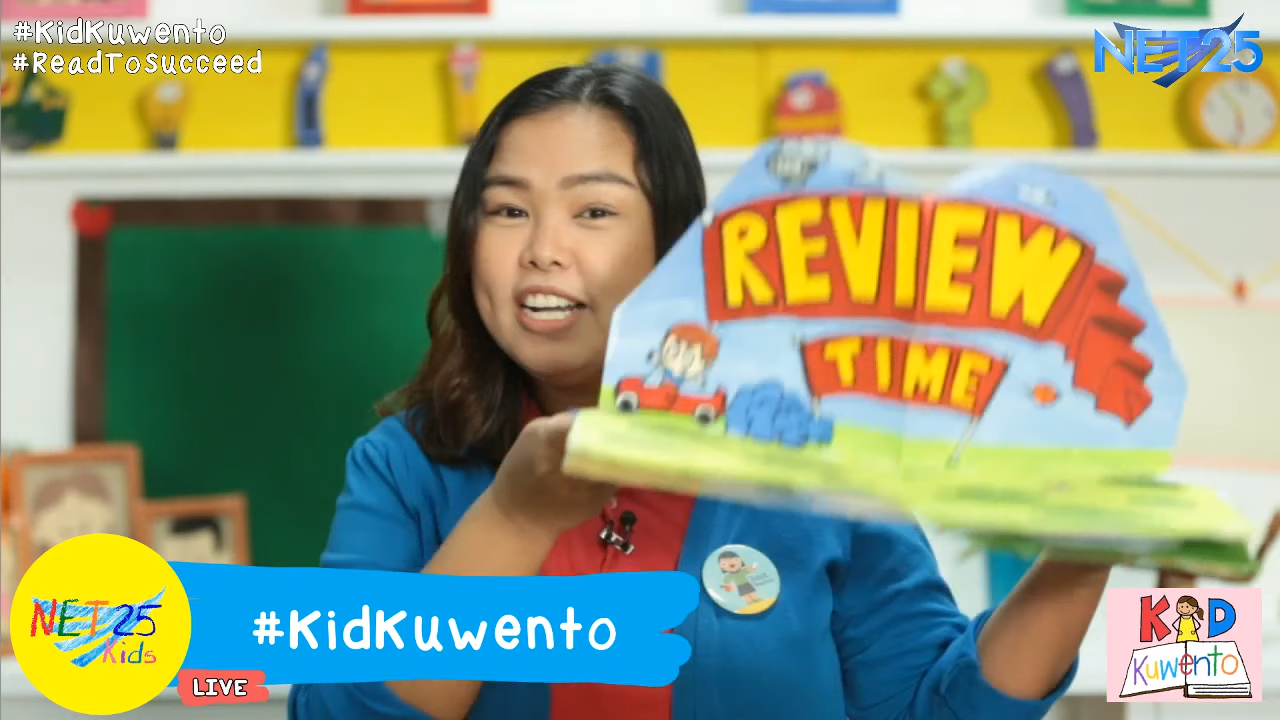 #KidKuwento
#ReadToSucceed
NET25
REVIEW
TIME
NET25
Kids
#KidKuwento
LIVE
KID
Kuwento